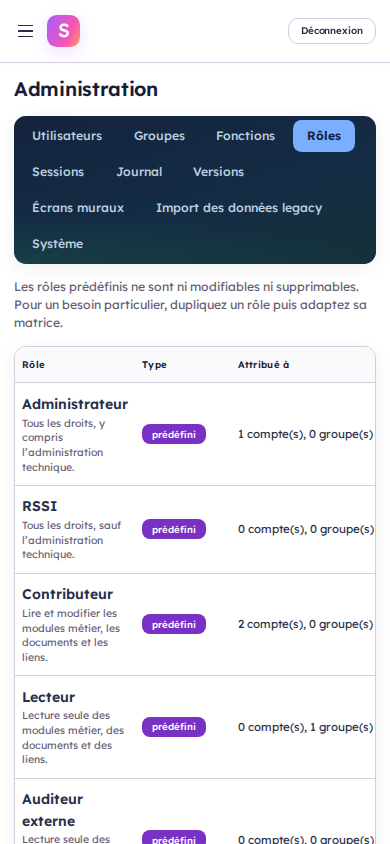 S
Déconnexion
Administration
Utilisateurs Groupes Fonctions Rôles
Sessions Journal Versions
Écrans muraux Import des données legacy
Système
Les rôles prédéfinis ne sont ni modifiables ni supprimables.
Pour un besoin particulier, dupliquez un rôle puis adaptez sa
matrice.
Rôle Type Attribué à
Administrateur
Tous les droits, y
compris
l'administration
technique.
prédéfini
1 compte(s), 0 groupe(s)
RSSI
Tous les droits, sauf
l'administration
technique.
prédéfini
0 compte(s), 0 groupe(s)
Contributeur
Lire et modifier les
modules métier, les
documents et les
liens.
prédéfini
2 compte(s), 0 groupe(s)
Lecteur
Lecture seule des
modules métier, des
documents et des
liens.
prédéfini
0 compte(s), 1 groupe(s)
Auditeur
externe
Lecture seule des
prédéfini
0 compte(s), 0 groupe(s)